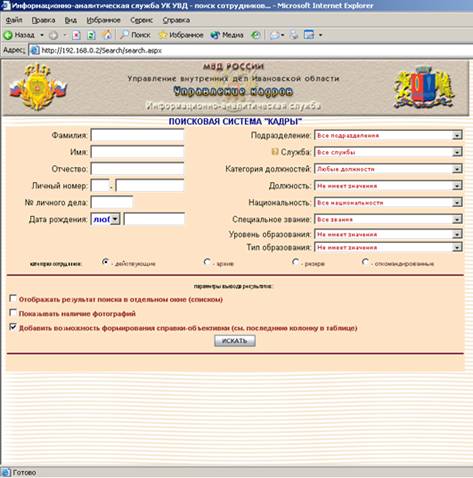 Информационно-аналитическая служба УК УВД - поиск сотрудников... - Microsoft Internet Explorer
Файл Правка Вид Избранное Сервис Справка
Назад Поиск Избранное Медиа
Адрес: http://192.168.0.2/Search/search.aspx
МВД РОССИИ
Управление внутренних дел Ивановской области
Управление кадров
Информационно-аналитическая служба
ПОИСКОВАЯ СИСТЕМА "КАДРЫ"
Фамилия: Подразделение: Все подразделения
Имя: Служба: Все службы
Отчество: Категория должностей: Любые должности
Личный номер: - Должность: Не имеет значения
№ личного дела: Национальность: Все национальности
Дата рождения: люб Специальное звание: Все звания
Уровень образования: Не имеет значения
Тип образования: Не имеет значения
категории сотрудников: - действующие - архив - резерв - откомандированные
параметры вывода результатов:
Отображать результат поиска в отдельном окне (списком)
Показывать наличие фотографий
Добавить возможность формирования справки-объективки (см. последнюю колонку в таблице)
ИСКАТЬ
Готово